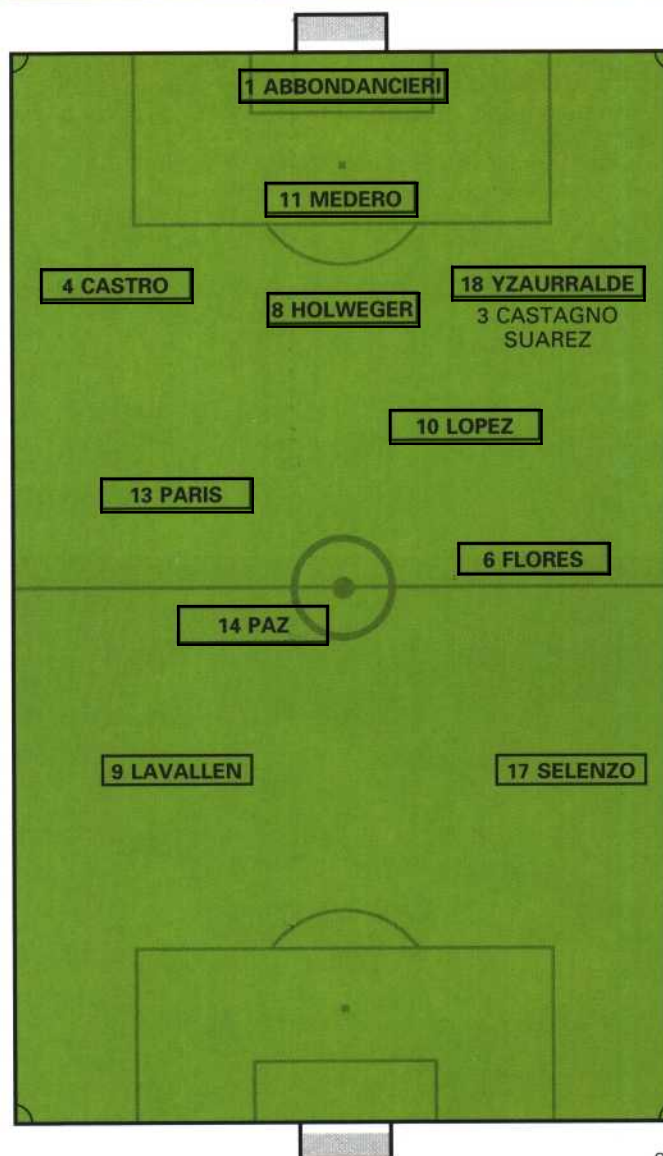 1 ABBONDANCIERI
11 MEDERO
4 CASTRO
18 YZAURRALDE
8 HOLWEGER
3 CASTAGNO
SUAREZ
10 LOPEZ
13 PARIS
6 FLORES
14 PAZ
9 LAVALLEN
17 SELENZO